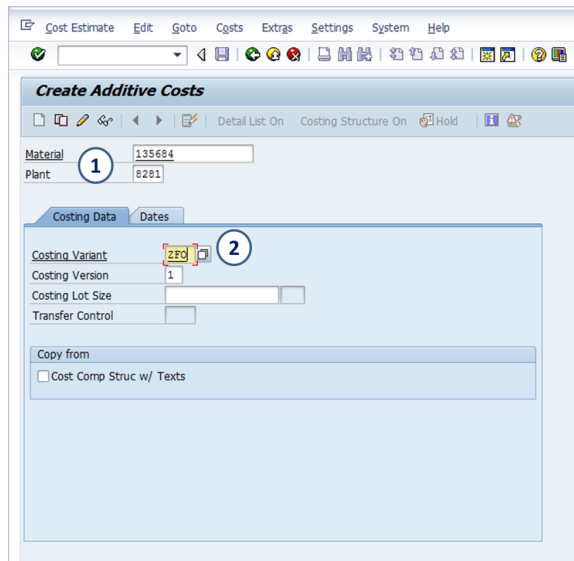 Cost Estimate Edit Goto Costs Extras Settings System Help
Create Additive Costs
Detail List On Costing Structure On Hold
Material 135684
1
Plant 8281
Costing Data Dates
Costing Variant ZFO 2
Costing Version 1
Costing Lot Size
Transfer Control
Copy from
Cost Comp Struc w/ Texts